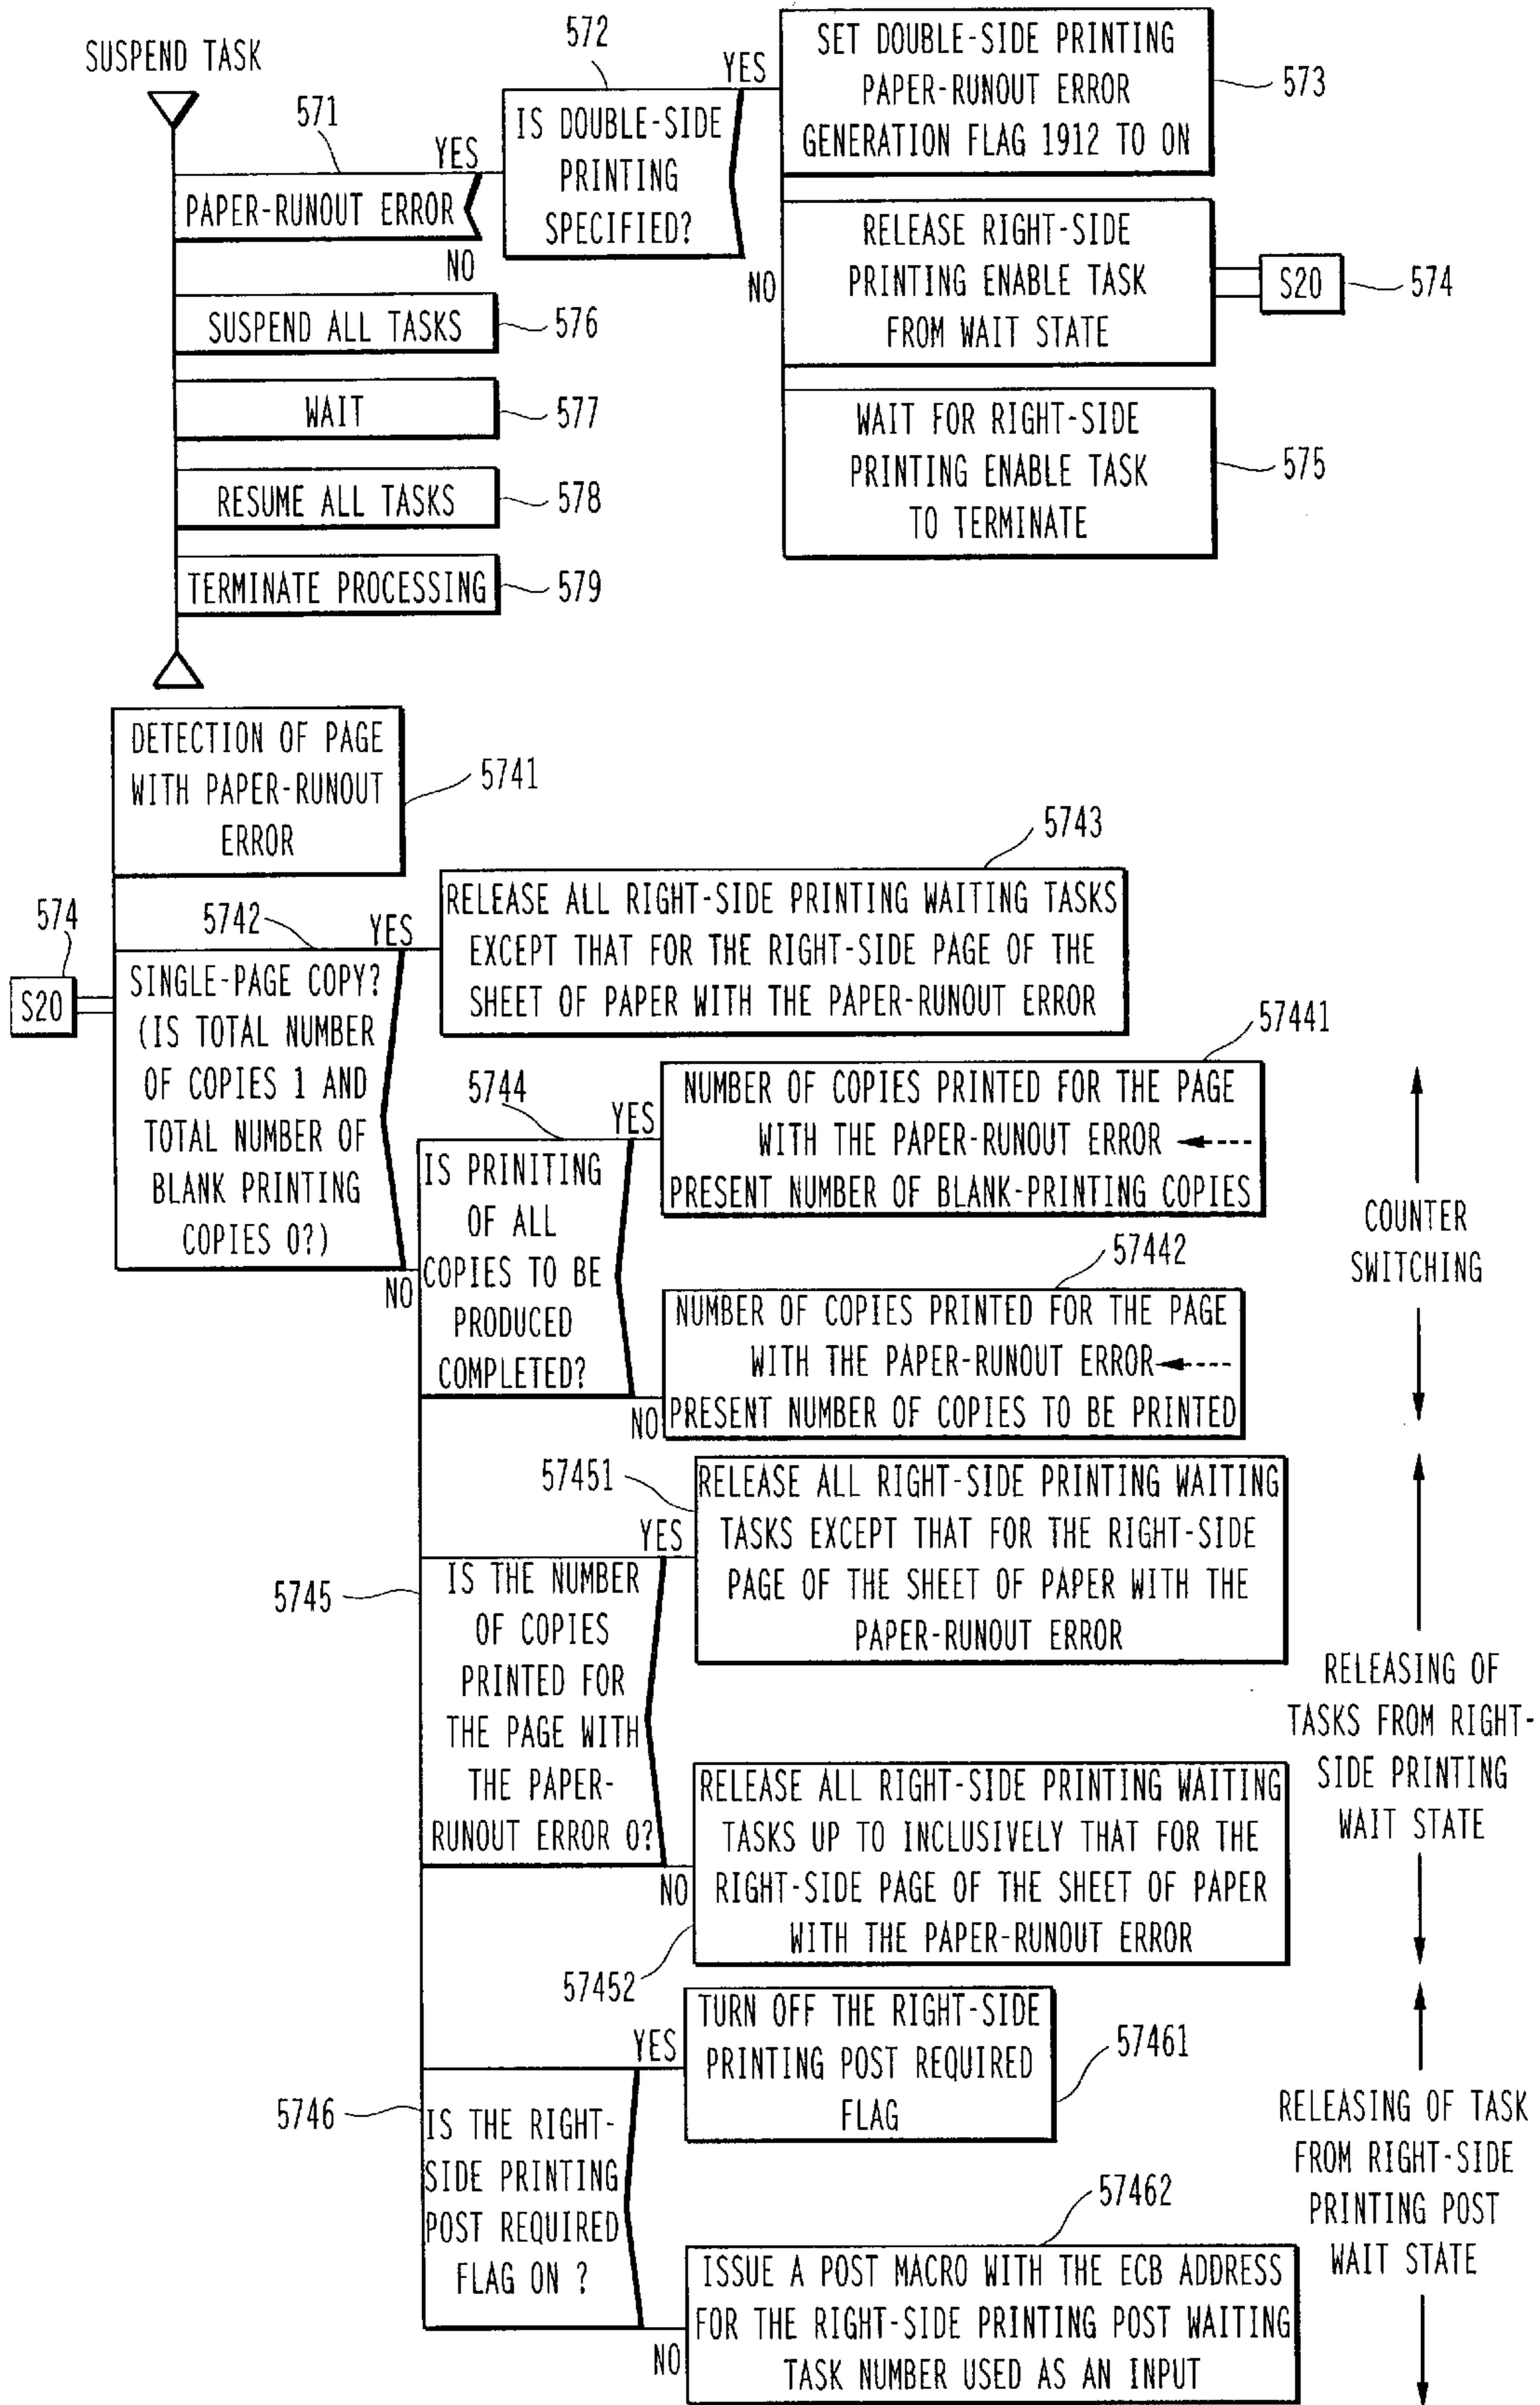 SUSPEND TASK
571
YES
PAPER-RUNOUT ERROR
NO
572
YES
IS DOUBLE-SIDE
PRINTING
SPECIFIED?
NO
SET DOUBLE-SIDE PRINTING
PAPER-RUNOUT ERROR
GENERATION FLAG 1912 TO ON
573
RELEASE RIGHT-SIDE
PRINTING ENABLE TASK
FROM WAIT STATE
S20
574
WAIT FOR RIGHT-SIDE
PRINTING ENABLE TASK
TO TERMINATE
575
SUSPEND ALL TASKS
576
WAIT
577
RESUME ALL TASKS
578
TERMINATE PROCESSING
579
DETECTION OF PAGE
WITH PAPER-RUNOUT
ERROR
5741
574
S20
5742
YES
SINGLE-PAGE COPY?
(IS TOTAL NUMBER
OF COPIES 1 AND
TOTAL NUMBER OF
BLANK PRINTING
COPIES 0?)
NO
5743
RELEASE ALL RIGHT-SIDE PRINTING WAITING TASKS
EXCEPT THAT FOR THE RIGHT-SIDE PAGE OF THE
SHEET OF PAPER WITH THE PAPER-RUNOUT ERROR
5744
YES
IS PRINITING
OF ALL
COPIES TO BE
PRODUCED
COMPLETED?
NO
57441
NUMBER OF COPIES PRINTED FOR THE PAGE
WITH THE PAPER-RUNOUT ERROR
PRESENT NUMBER OF BLANK-PRINTING COPIES
57442
NUMBER OF COPIES PRINTED FOR THE PAGE
WITH THE PAPER-RUNOUT ERROR
PRESENT NUMBER OF COPIES TO BE PRINTED
COUNTER
SWITCHING
5745
YES
IS THE NUMBER
OF COPIES
PRINTED FOR
THE PAGE WITH
THE PAPER-
RUNOUT ERROR 0?
NO
57451
RELEASE ALL RIGHT-SIDE PRINTING WAITING
TASKS EXCEPT THAT FOR THE RIGHT-SIDE
PAGE OF THE SHEET OF PAPER WITH THE
PAPER-RUNOUT ERROR
57452
RELEASE ALL RIGHT-SIDE PRINTING WAITING
TASKS UP TO INCLUSIVELY THAT FOR THE
RIGHT-SIDE PAGE OF THE SHEET OF PAPER
WITH THE PAPER-RUNOUT ERROR
RELEASING OF
TASKS FROM RIGHT-
SIDE PRINTING
WAIT STATE
5746
YES
IS THE RIGHT-
SIDE PRINTING
POST REQUIRED
FLAG ON ?
NO
TURN OFF THE RIGHT-SIDE
PRINTING POST REQUIRED
FLAG
57461
57462
ISSUE A POST MACRO WITH THE ECB ADDRESS
FOR THE RIGHT-SIDE PRINTING POST WAITING
TASK NUMBER USED AS AN INPUT
RELEASING OF TASK
FROM RIGHT-SIDE
PRINTING POST
WAIT STATE